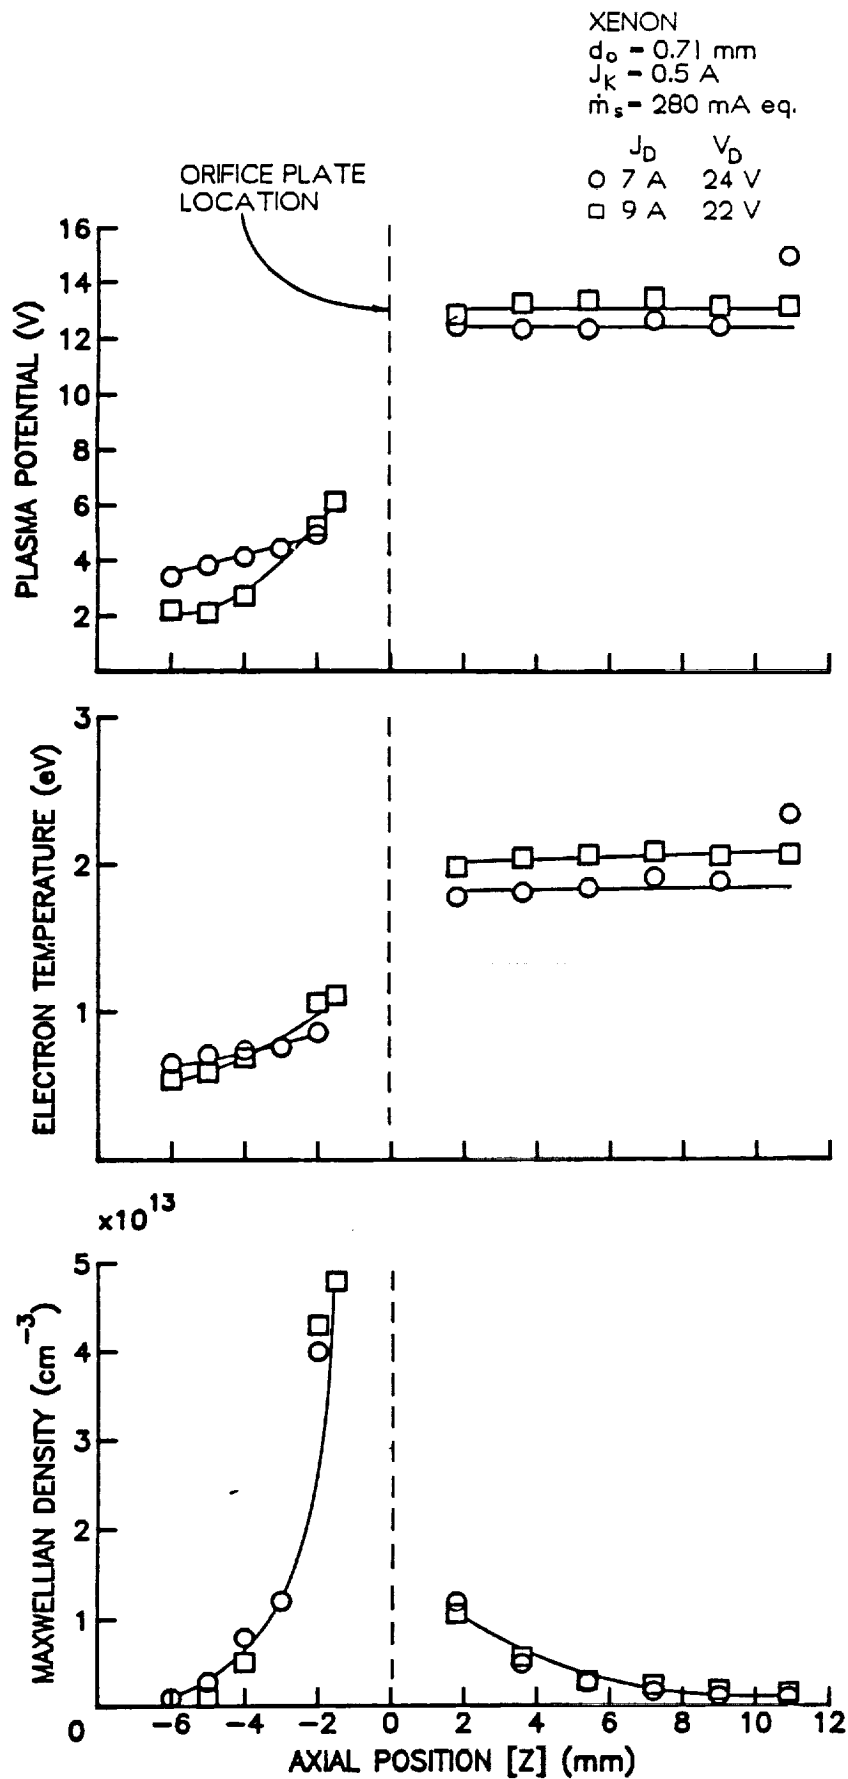 XENON
dₒ = 0.71 mm
J_K = 0.5 A
ṁₛ = 280 mA eq.
J_D V_D
○ 7 A 24 V
□ 9 A 22 V
ORIFICE PLATE
LOCATION
PLASMA POTENTIAL (V)
16
14
12
10
8
6
4
2
ELECTRON TEMPERATURE (eV)
3
2
1
MAXWELLIAN DENSITY (cm⁻³)
x10¹³
5
4
3
2
1
0 −6 −4 −2 0 2 4 6 8 10 12
AXIAL POSITION [Z] (mm)